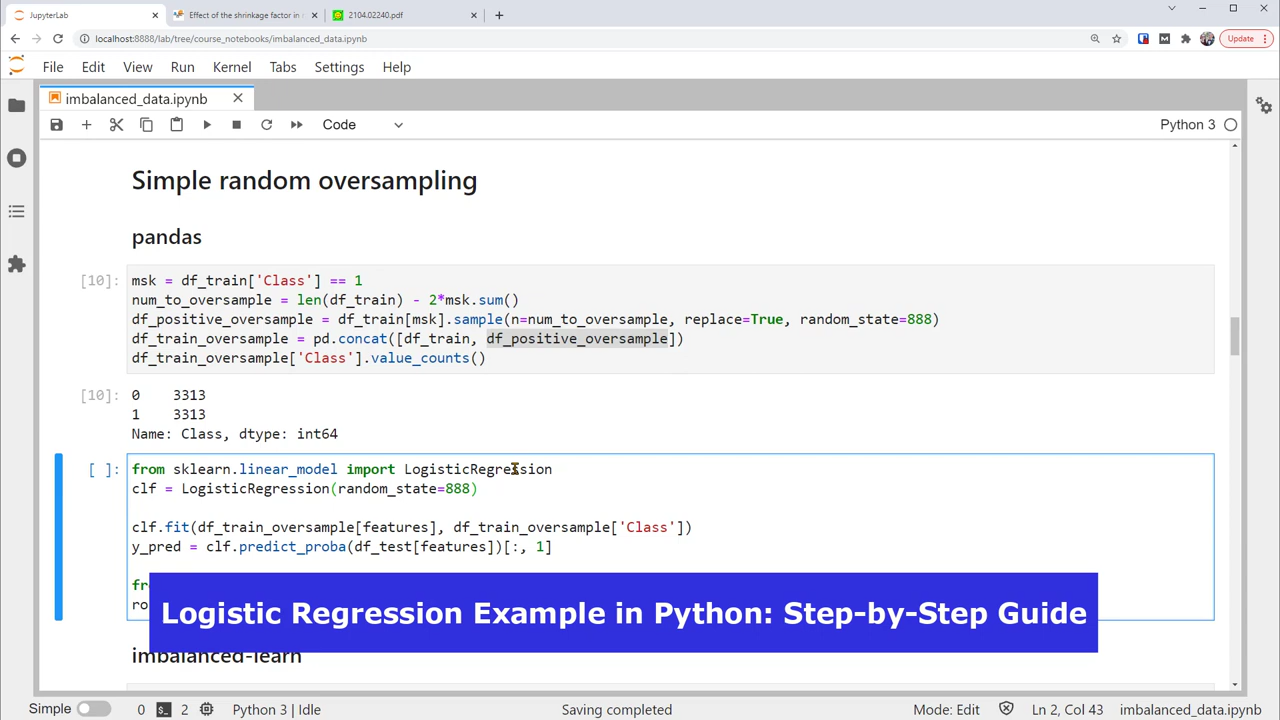 JupyterLab
Effect of the shrinkage factor in
2104.02240.pdf
localhost:8888/lab/tree/course_notebooks/imbalanced_data.ipynb
Update
File Edit View Run Kernel Tabs Settings Help
imbalanced_data.ipynb
Code
Python 3
Simple random oversampling
pandas
[10]:
msk = df_train['Class'] == 1
num_to_oversample = len(df_train) - 2*msk.sum()
df_positive_oversample = df_train[msk].sample(n=num_to_oversample, replace=True, random_state=888)
df_train_oversample = pd.concat([df_train, df_positive_oversample])
df_train_oversample['Class'].value_counts()
[10]:
0 3313
1 3313
Name: Class, dtype: int64
[ ]:
from sklearn.linear_model import LogisticRegression
clf = LogisticRegression(random_state=888)
clf.fit(df_train_oversample[features], df_train_oversample['Class'])
y_pred = clf.predict_proba(df_test[features])[:, 1]
fr
ro
Logistic Regression Example in Python: Step-by-Step Guide
imbalanced-learn
Simple 0 2 Python 3 | Idle Saving completed Mode: Edit Ln 2, Col 43 imbalanced_data.ipynb